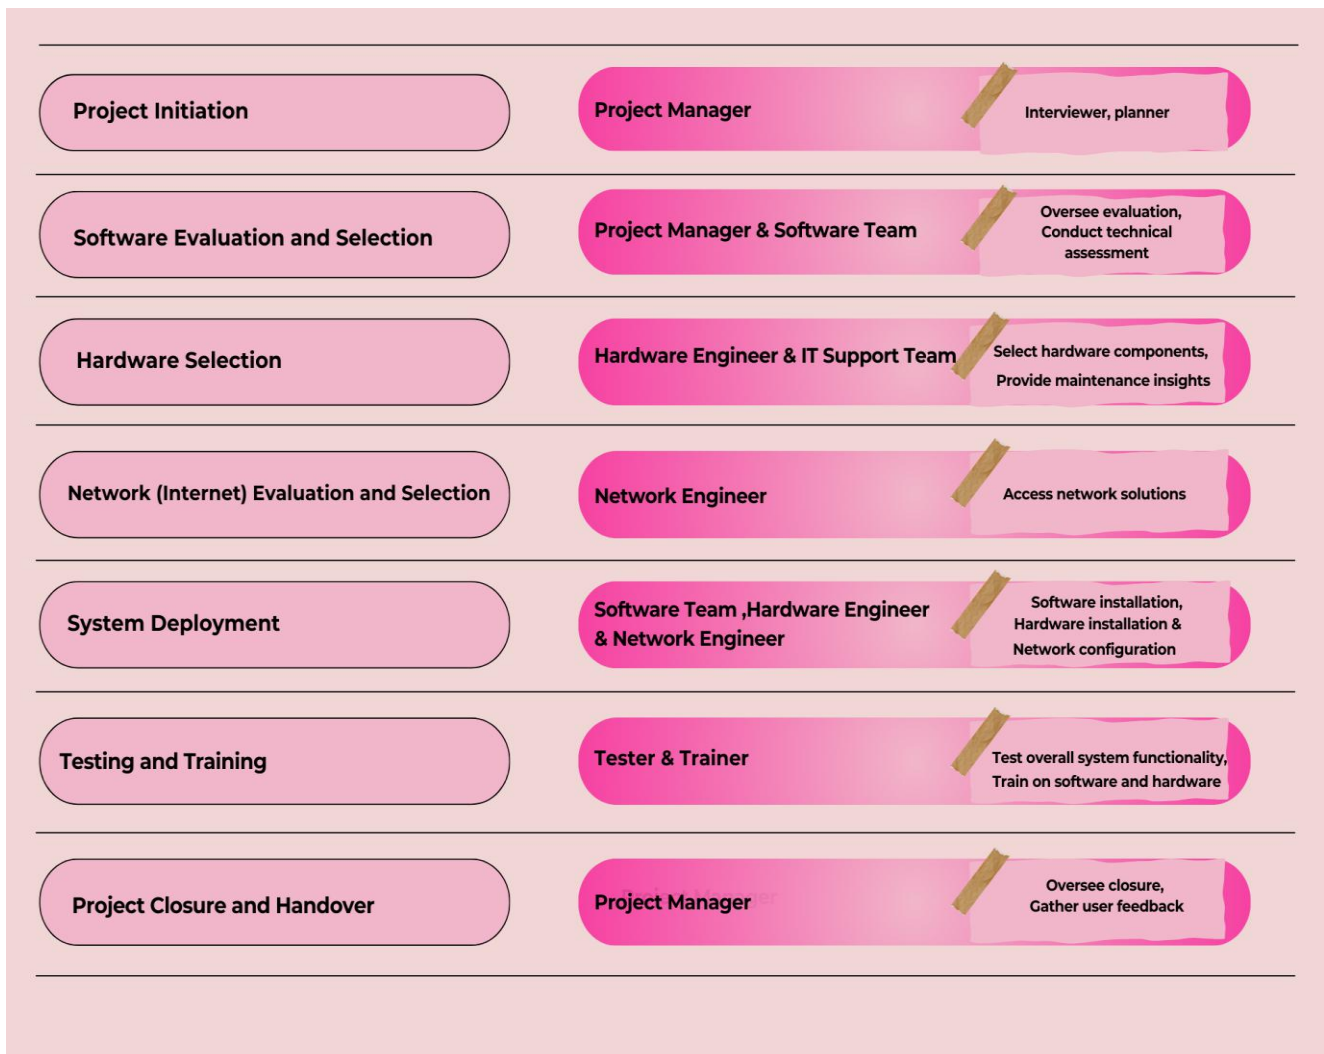 Project Initiation
Project Manager
Interviewer, planner
Software Evaluation and Selection
Project Manager & Software Team
Oversee evaluation,
Conduct technical
assessment
Hardware Selection
Hardware Engineer & IT Support Team
Select hardware components,
Provide maintenance insights
Network (Internet) Evaluation and Selection
Network Engineer
Access network solutions
System Deployment
Software Team ,Hardware Engineer
& Network Engineer
Software installation,
Hardware installation &
Network configuration
Testing and Training
Tester & Trainer
Test overall system functionality,
Train on software and hardware
Project Closure and Handover
Project Manager
Project Manager
Oversee closure,
Gather user feedback